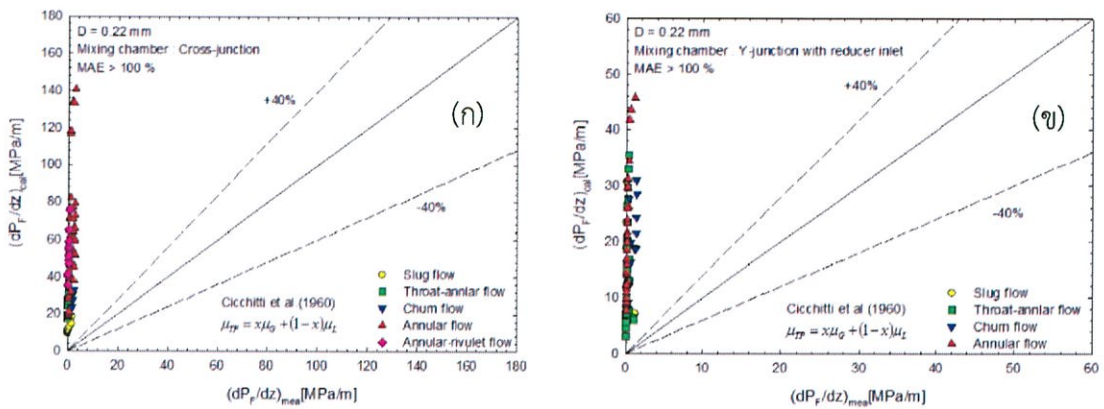 180
160
140
120
100
80
60
40
20
0
(dP_F/dz)_cal[MPa/m]
D = 0.22 mm
Mixing chamber : Cross-junction
MAE > 100 %
+40%
(ก)
-40%
Slug flow
Throat-annlar flow
Churn flow
Annular flow
Annular-rivulet flow
Cicchitti et al (1960)
μ_TP = xμ_G + (1-x)μ_L
0 20 40 60 80 100 120 140 160 180
(dP_F/dz)_mea[MPa/m]
60
50
40
30
20
10
0
(dP_F/dz)_cal[MPa/m]
D = 0.22 mm
Mixing chamber : Y-junction with reducer inlet
MAE > 100 %
+40%
(ข)
-40%
Slug flow
Throat-annlar flow
Churn flow
Annular flow
Cicchitti et al (1960)
μ_TP = xμ_G + (1-x)μ_L
0 10 20 30 40 50 60
(dP_F/dz)_mea[MPa/m]